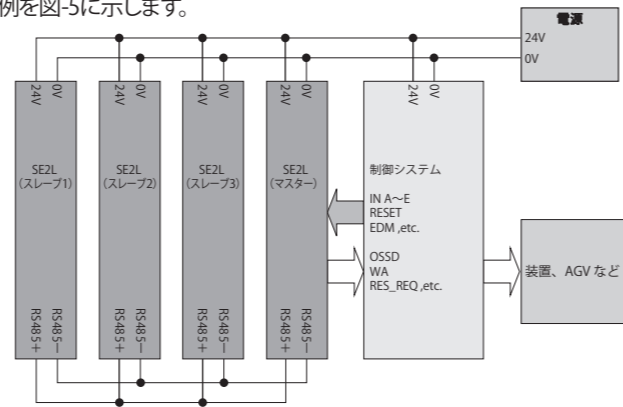 例を図-5に示します。
電源
24V
0V
24V
0V
24V
0V
24V
0V
24V
0V
24V
0V
SE2L
(スレーブ1)
SE2L
(スレーブ2)
SE2L
(スレーブ3)
SE2L
(マスター)
制御システム
IN A～E
RESET
EDM ,etc.
OSSD
WA
RES_REQ ,etc.
装置、AGV など
RS485＋
RS485－
RS485＋
RS485－
RS485＋
RS485－
RS485＋
RS485－